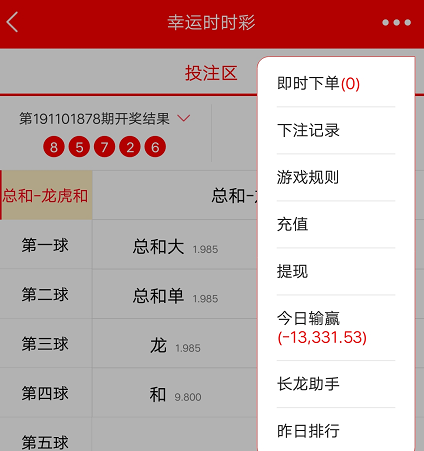 幸运时时彩
投注区
第191101878期开奖结果
8 5 7 2 6
总和-龙虎和
总和-
第一球
总和大 1.985
第二球
总和单 1.985
第三球
龙 1.985
第四球
和 9.800
第五球
即时下单(0)
下注记录
游戏规则
充值
提现
今日输赢
(-13,331.53)
长龙助手
昨日排行